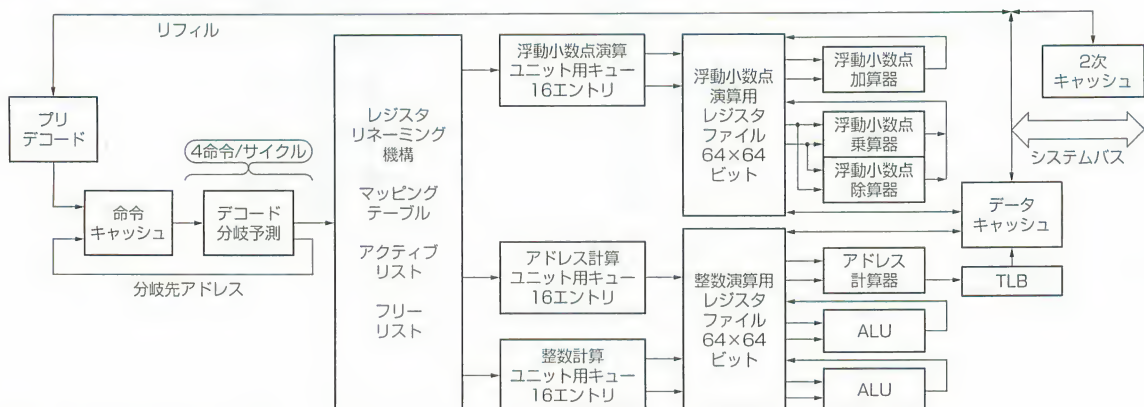 リフィル
プリ
デコード
4命令/サイクル
命令
キャッシュ
デコード
分岐予測
分岐先アドレス
レジスタ
リネーミング
機構
マッピング
テーブル
アクティブ
リスト
フリー
リスト
浮動小数点演算
ユニット用キュー
16エントリ
アドレス計算
ユニット用キュー
16エントリ
整数計算
ユニット用キュー
16エントリ
浮動小数点
演算用
レジスタ
ファイル
64×64
ビット
整数演算用
レジスタ
ファイル
64×64
ビット
浮動小数点
加算器
浮動小数点
乗算器
浮動小数点
除算器
アドレス
計算器
ALU
ALU
2次
キャッシュ
システムバス
データ
キャッシュ
TLB